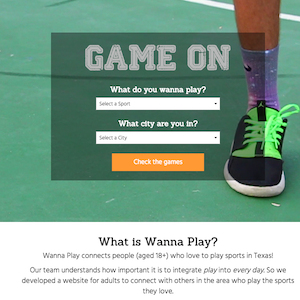 GAME ON
What do you wanna play?
Select a Sport
What city are you in?
Select a City
Check the games
What is Wanna Play?
Wanna Play connects people (aged 18+) who love to play sports in Texas!
Our team understands how important it is to integrate play into every day. So we
developed a website for adults to connect with others in the area who play the sports
they love.